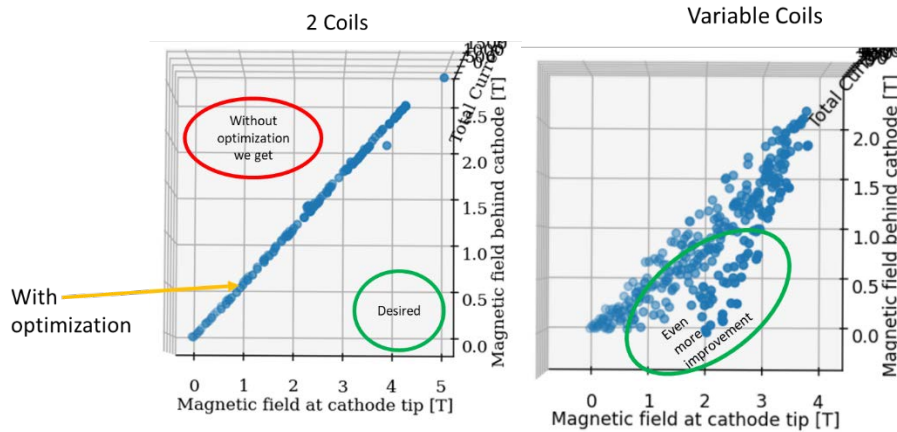 2 Coils
Variable Coils
Without
optimization
we get
Desired
With
optimization
Total Curre
2.5
2.0
1.5
1.0
0.5
0.0
Magnetic field behind cathode [T]
0 1 2 3 4 5
Magnetic field at cathode tip [T]
Even
more
improvement
Total Curr
2.0
1.5
1.0
0.5
0.0
Magnetic field behind cathode [T]
0 1 2 3 4
Magnetic field at cathode tip [T]